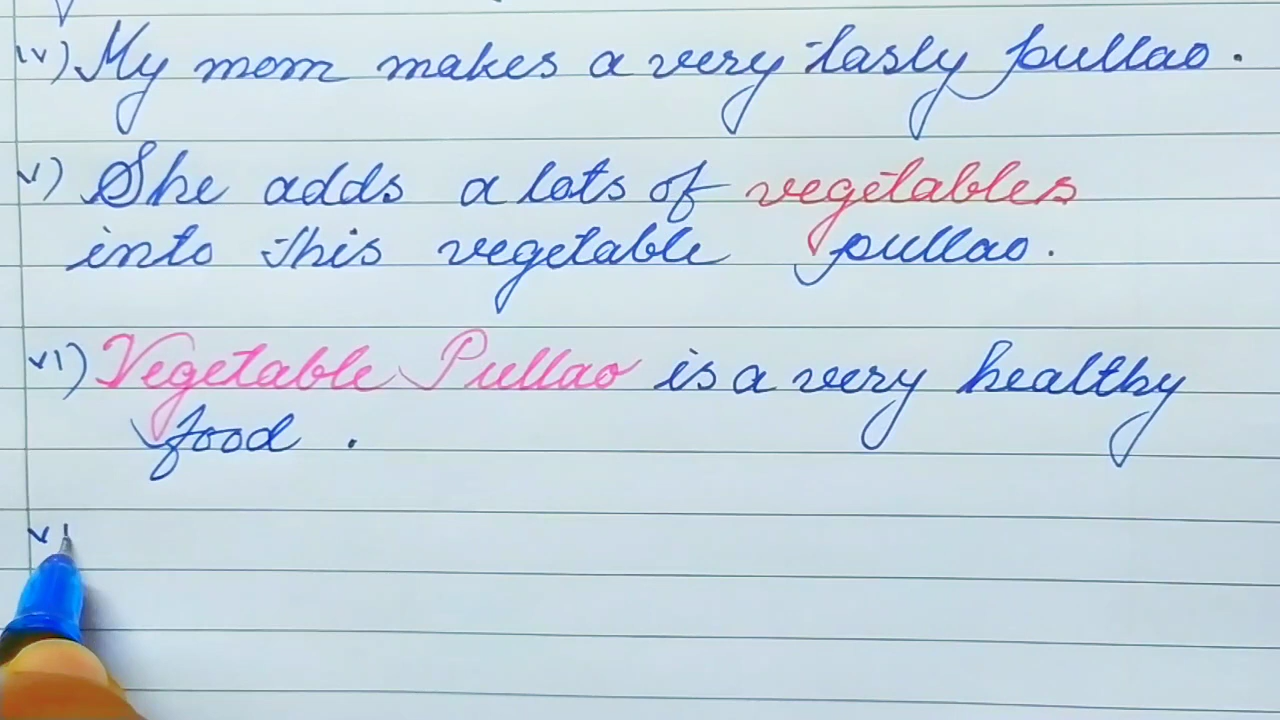 iv) My mom makes a very tasty pullao.
v) She adds a lots of vegetables
into this vegetable pullao.
vi) Vegetable Pullao is a very healthy
food.
vi